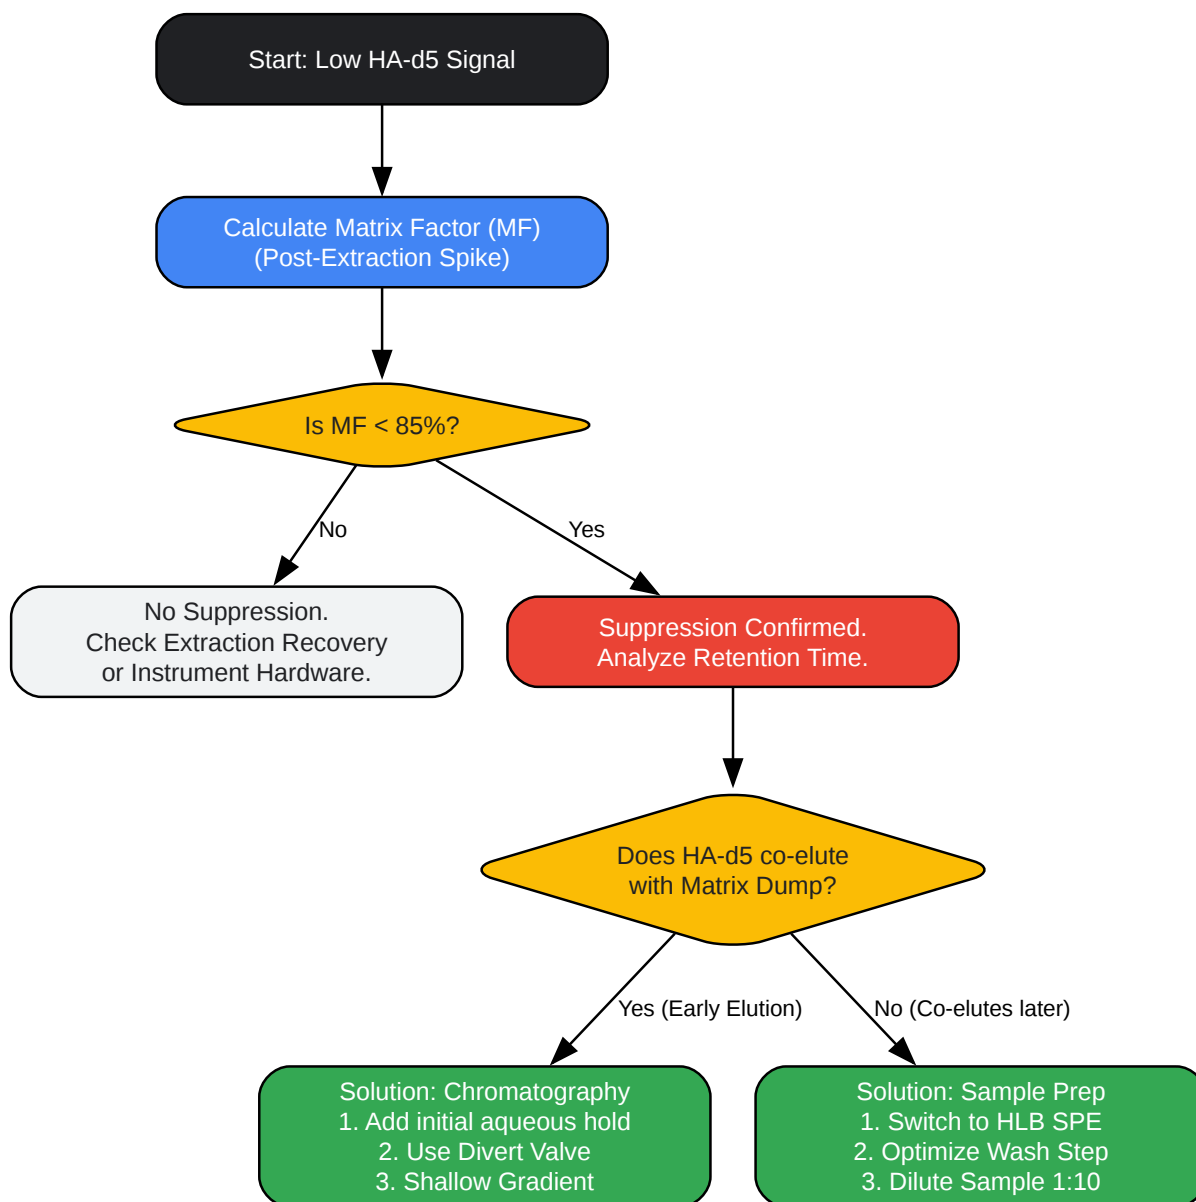 Start: Low HA-d5 Signal
Calculate Matrix Factor (MF)
(Post-Extraction Spike)
Is MF < 85%?
No
Yes
No Suppression.
Check Extraction Recovery
or Instrument Hardware.
Suppression Confirmed.
Analyze Retention Time.
Does HA-d5 co-elute
with Matrix Dump?
Yes (Early Elution)
No (Co-elutes later)
Solution: Chromatography
1. Add initial aqueous hold
2. Use Divert Valve
3. Shallow Gradient
Solution: Sample Prep
1. Switch to HLB SPE
2. Optimize Wash Step
3. Dilute Sample 1:10